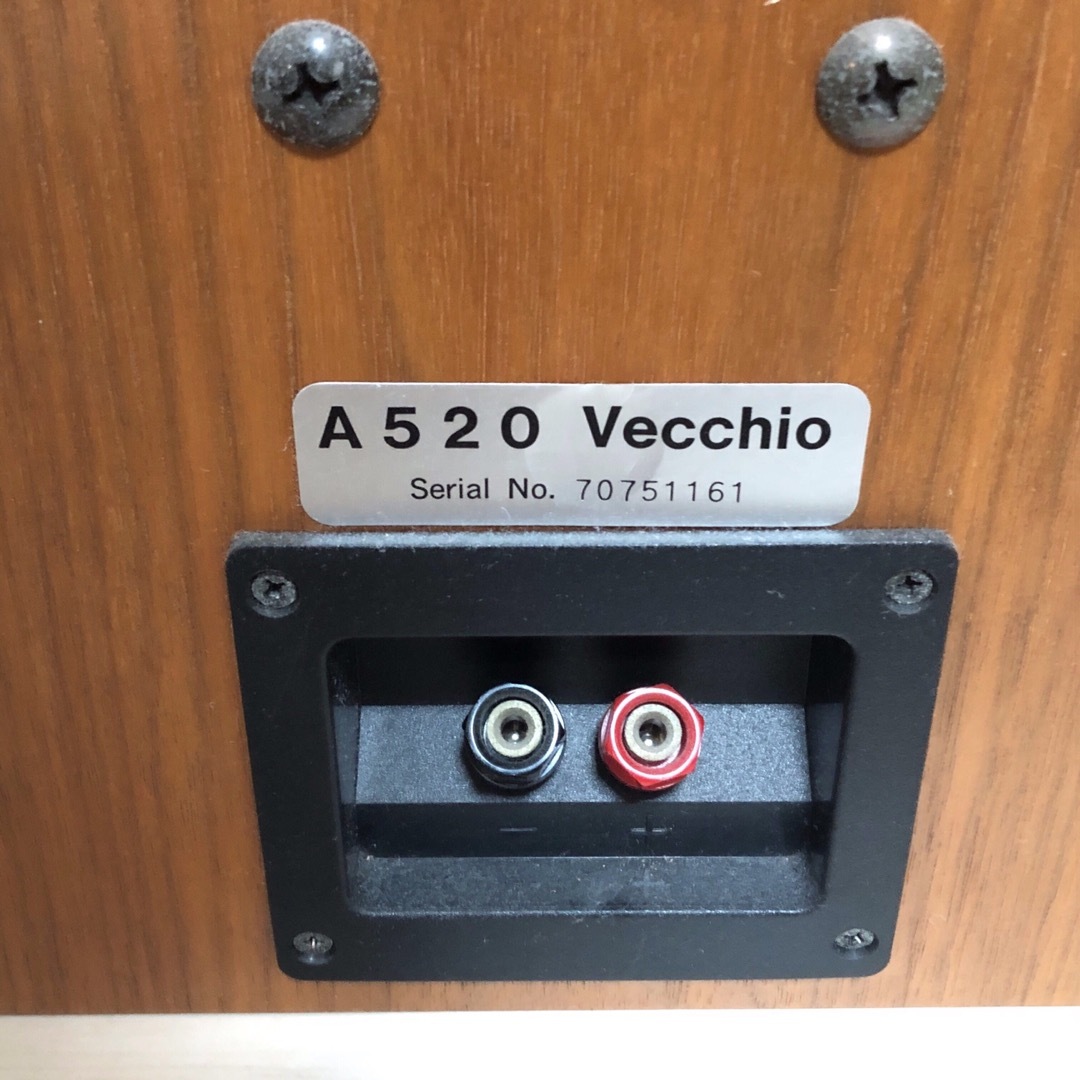 A520 Vecchio
Serial No. 70751161
− +